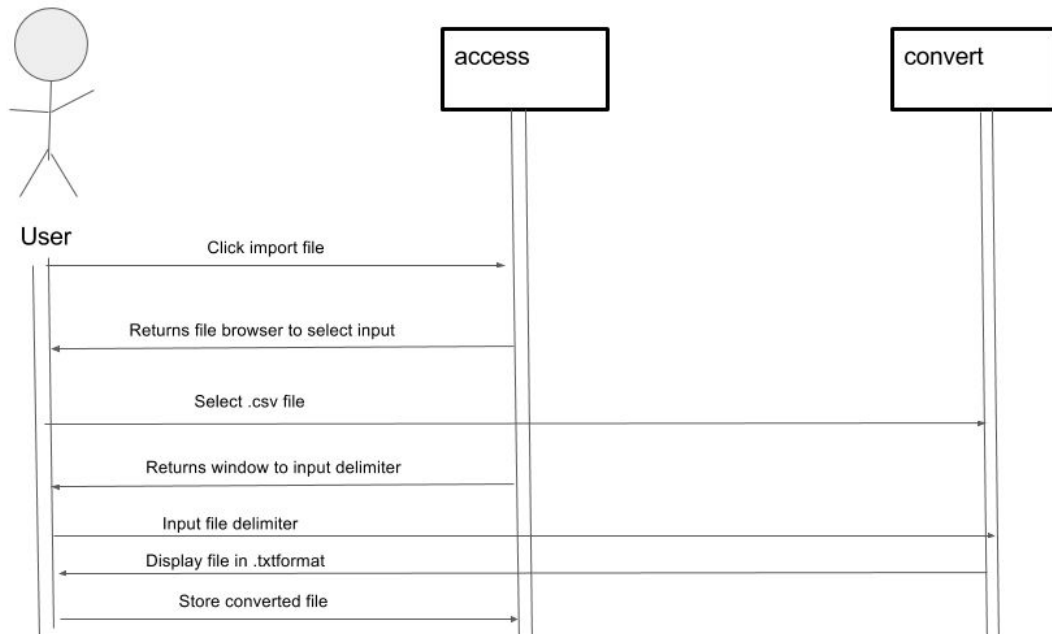 access
convert
User
Click import file
Returns file browser to select input
Select .csv file
Returns window to input delimiter
Input file delimiter
Display file in .txtformat
Store converted file